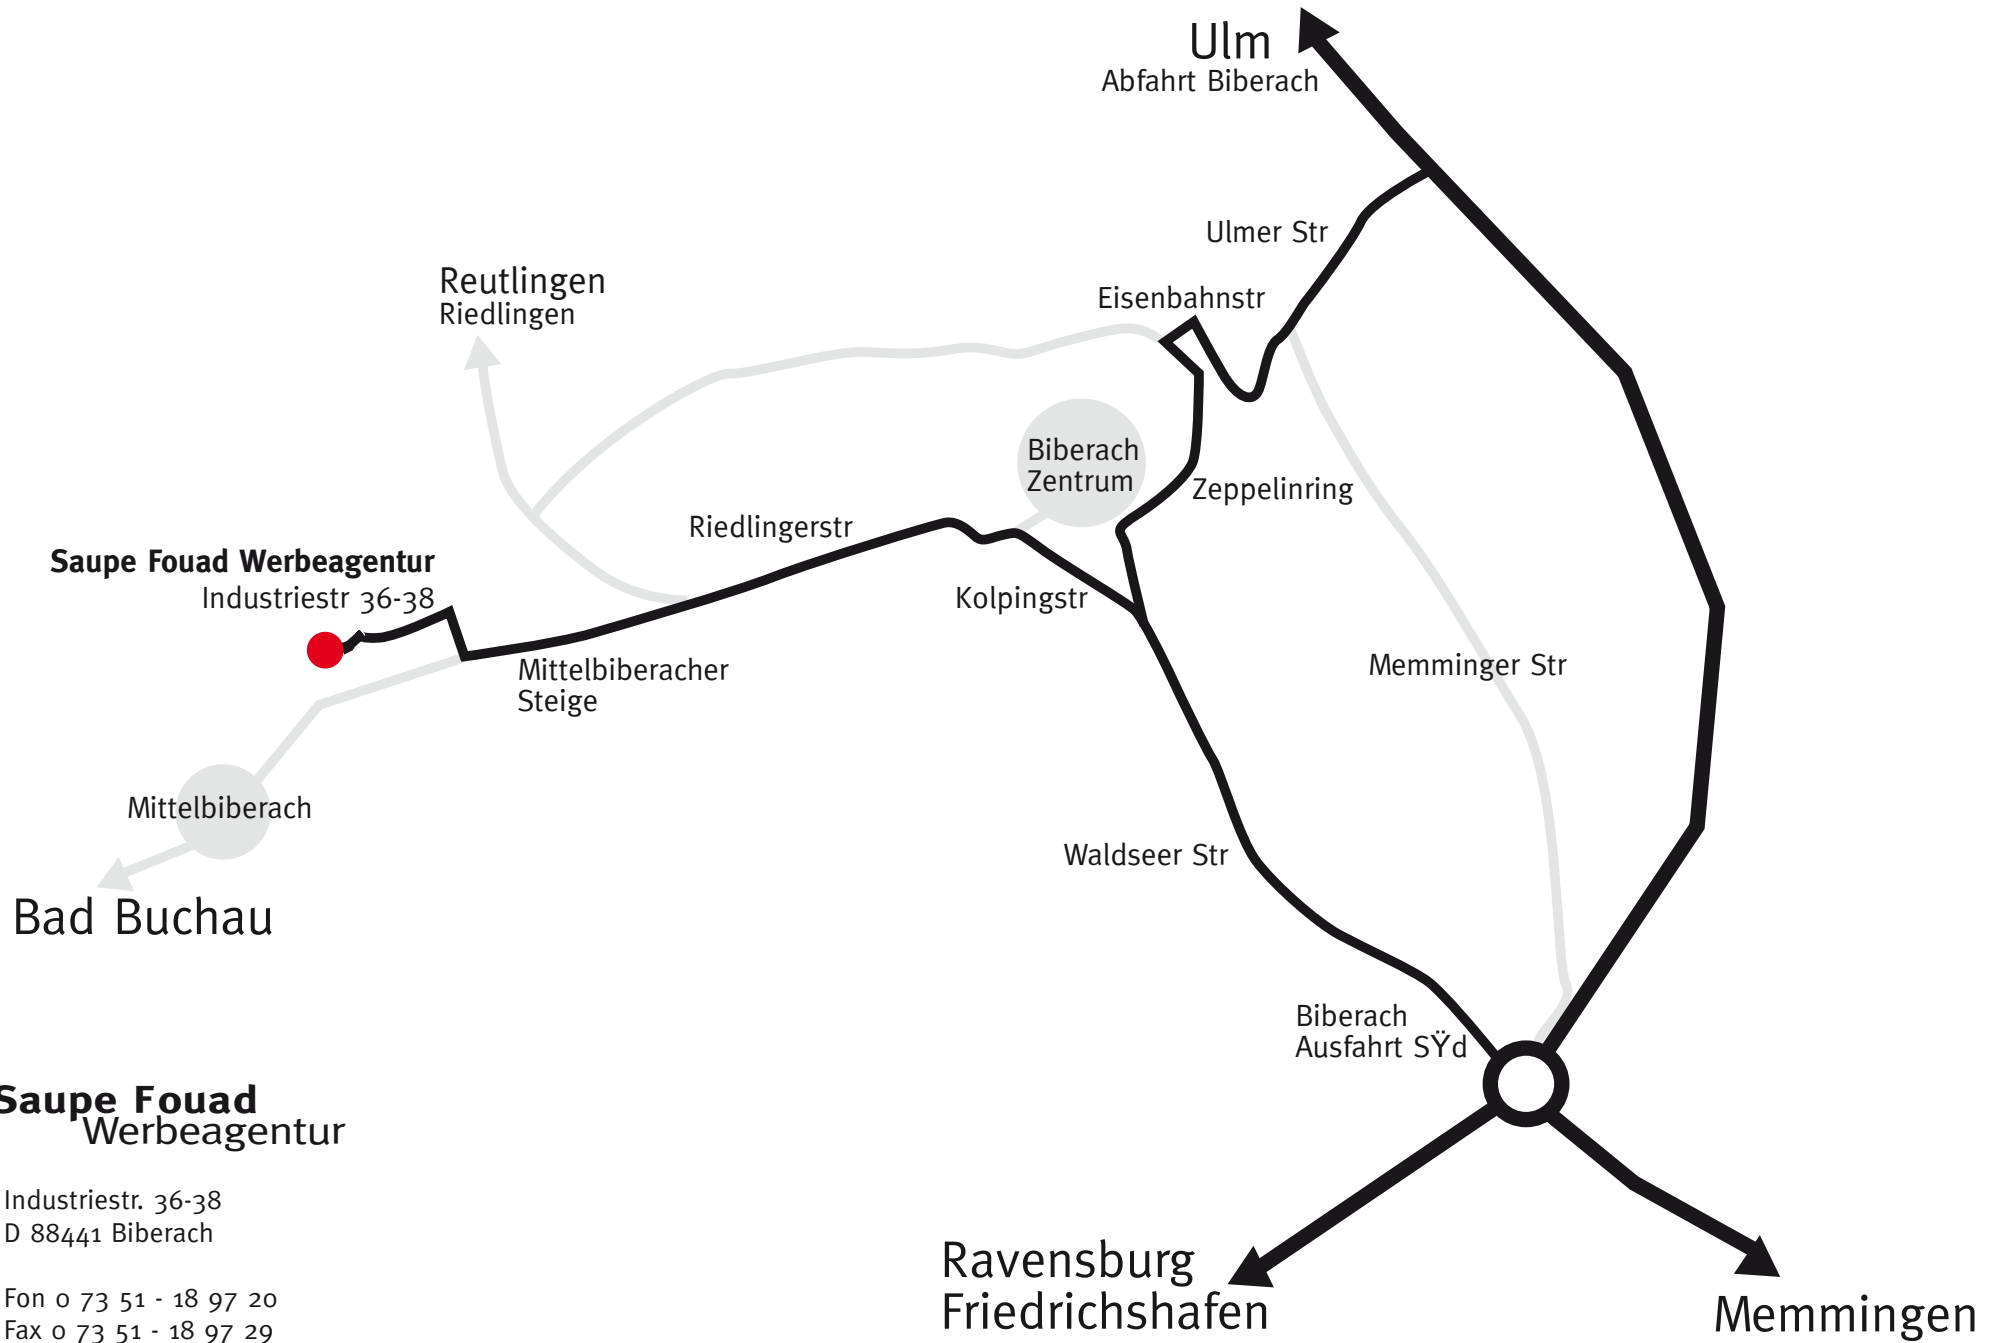 Ulm
Abfahrt Biberach
Ulmer Str
Reutlingen
Riedlingen
Eisenbahnstr
Biberach
Zentrum
Zeppelinring
Riedlingerstr
Saupe Fouad Werbeagentur
Industriestr 36-38
Kolpingstr
Mittelbiberacher
Steige
Memminger Str
Mittelbiberach
Waldseer Str
Bad Buchau
Biberach
Ausfahrt SŸd
Saupe Fouad
Werbeagentur
Industriestr. 36-38
D 88441 Biberach
Fon 0 73 51 - 18 97 20
Fax 0 73 51 - 18 97 29
Ravensburg
Friedrichshafen
Memmingen